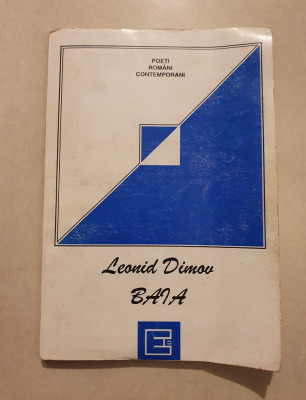 POEȚI
ROMÂNI
CONTEMPORANI
Leonid Dimov
BAIA
E